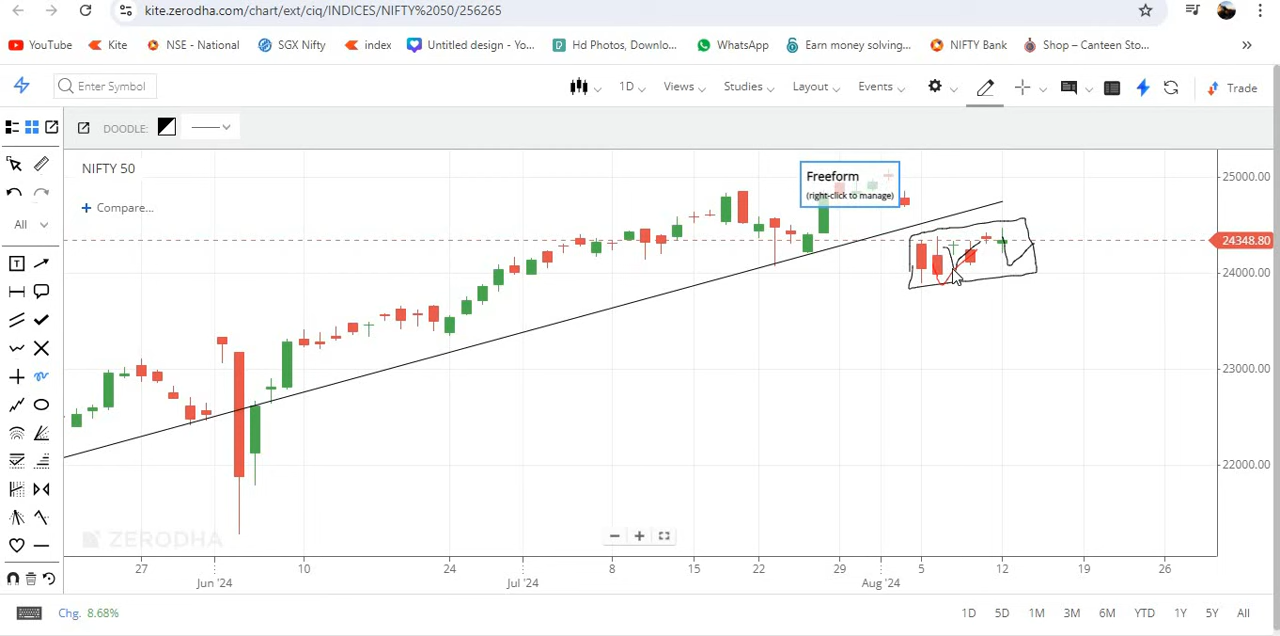 kite.zerodha.com/chart/ext/ciq/INDICES/NIFTY%2050/256265
YouTube Kite NSE - National SGX Nifty index Untitled design - Yo... Hd Photos, Downlo... WhatsApp Earn money solving... NIFTY Bank Shop – Canteen Sto... »
Enter Symbol 1D Views Studies Layout Events Trade
DOODLE:
NIFTY 50
Compare...
Freeform
(right-click to manage)
All
25000.00
24348.80
24000.00
23000.00
22000.00
ZERODHA
27 10 24 8 15 22 29 5 12 19 26
Jun '24 Jul '24 Aug '24
Chg. 8.68% 1D 5D 1M 3M 6M YTD 1Y 5Y All